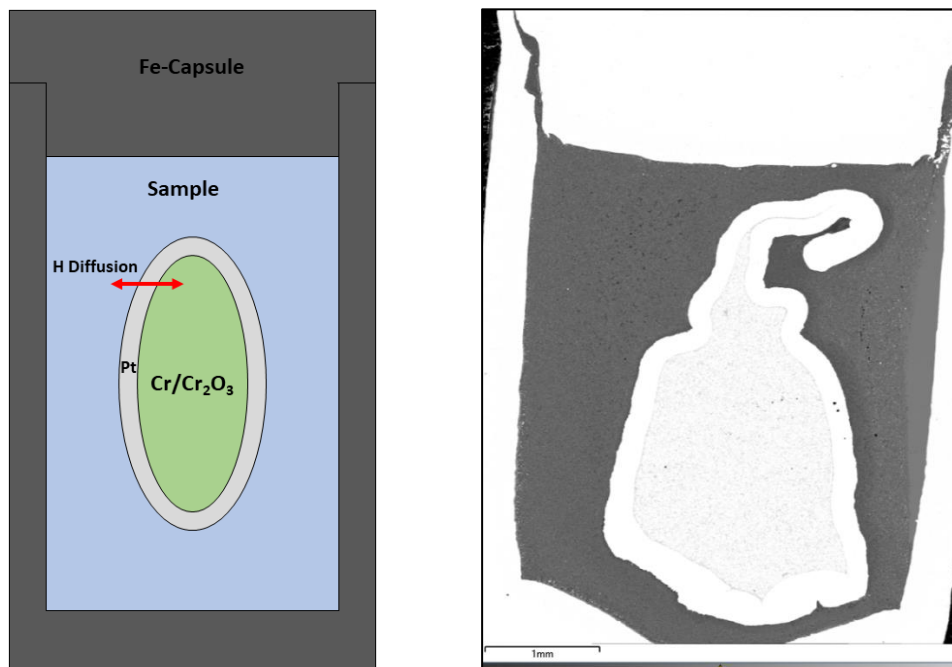 Fe-Capsule
Sample
H Diffusion
Pt
Cr/Cr₂O₃
1mm